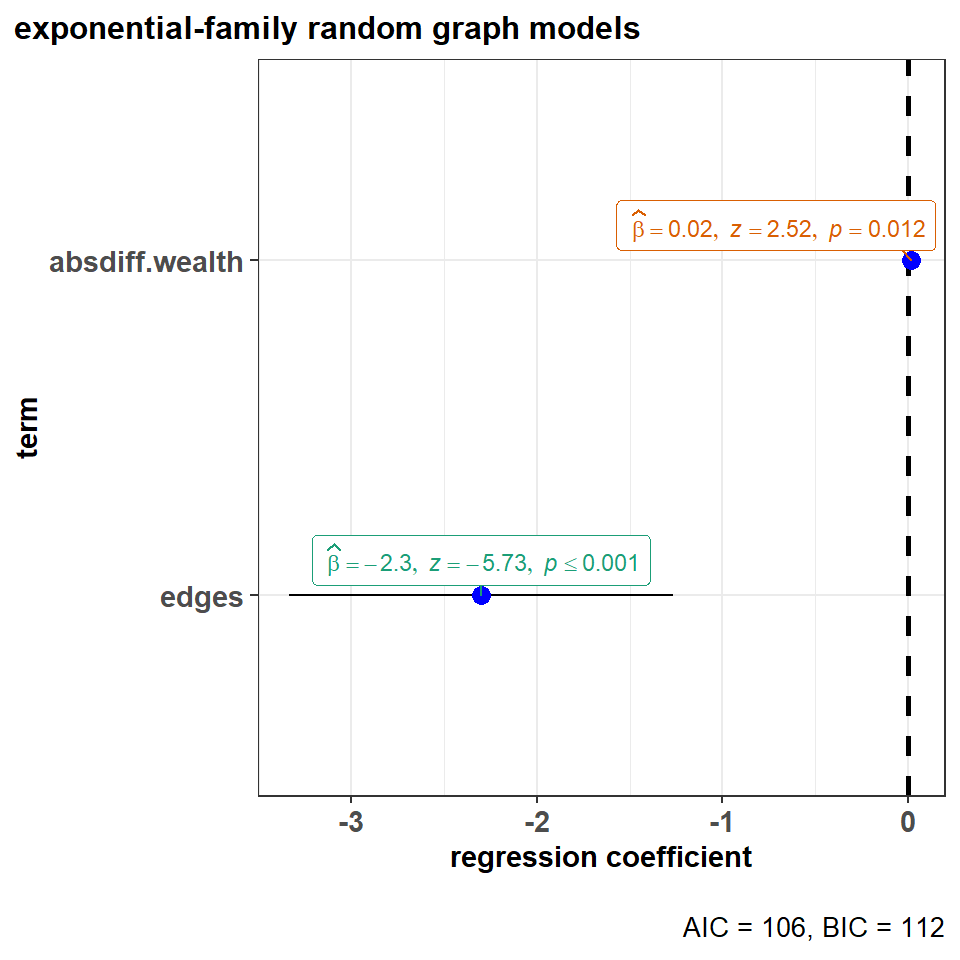 exponential-family random graph models
β̂ = 0.02, z = 2.52, p = 0.012
absdiff.wealth
term
β̂ = −2.3, z = −5.73, p ≤ 0.001
edges
-3 -2 -1 0
regression coefficient
AIC = 106, BIC = 112